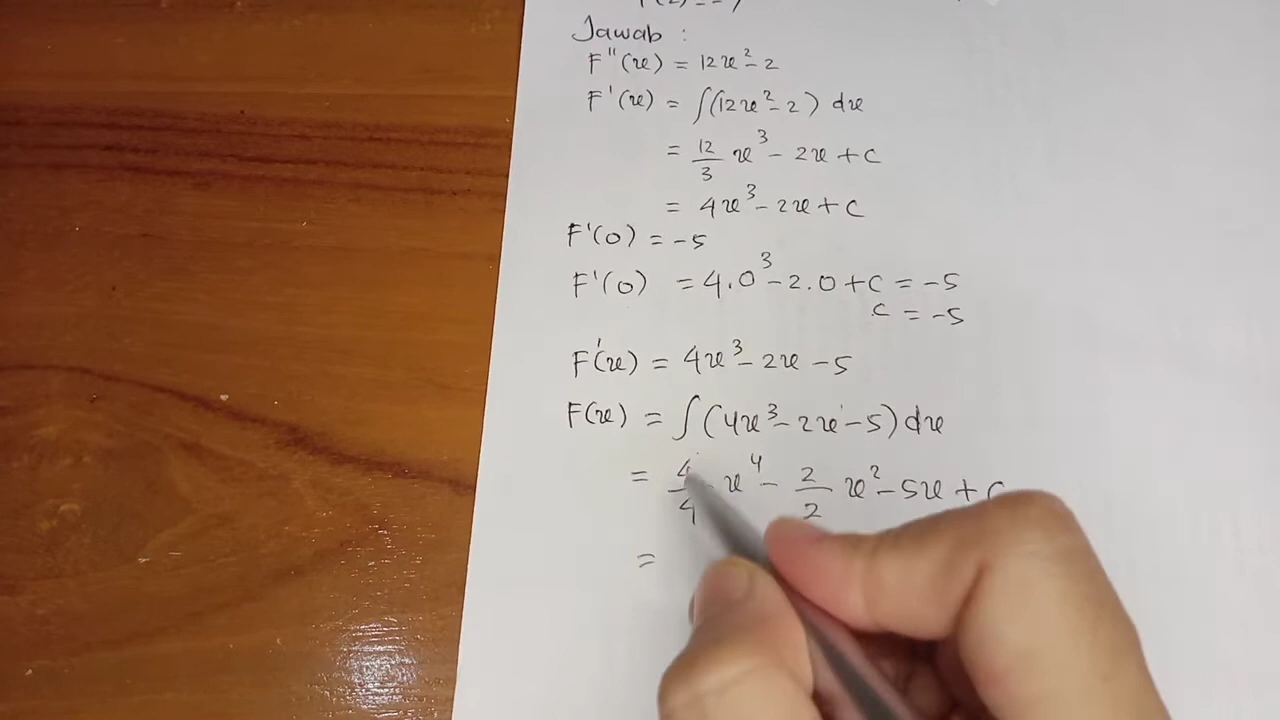 Jawab :
F"(x) = 12x² - 2
F'(x) = ∫(12x² - 2) dx
= 12/3 x³ - 2x + C
= 4x³ - 2x + C
F'(0) = -5
F'(0) = 4.0³ - 2.0 + C = -5
C = -5
F'(x) = 4x³ - 2x - 5
F(x) = ∫(4x³ - 2x - 5) dx
= 4/4 x⁴ - 2/2 x² - 5x + C
=